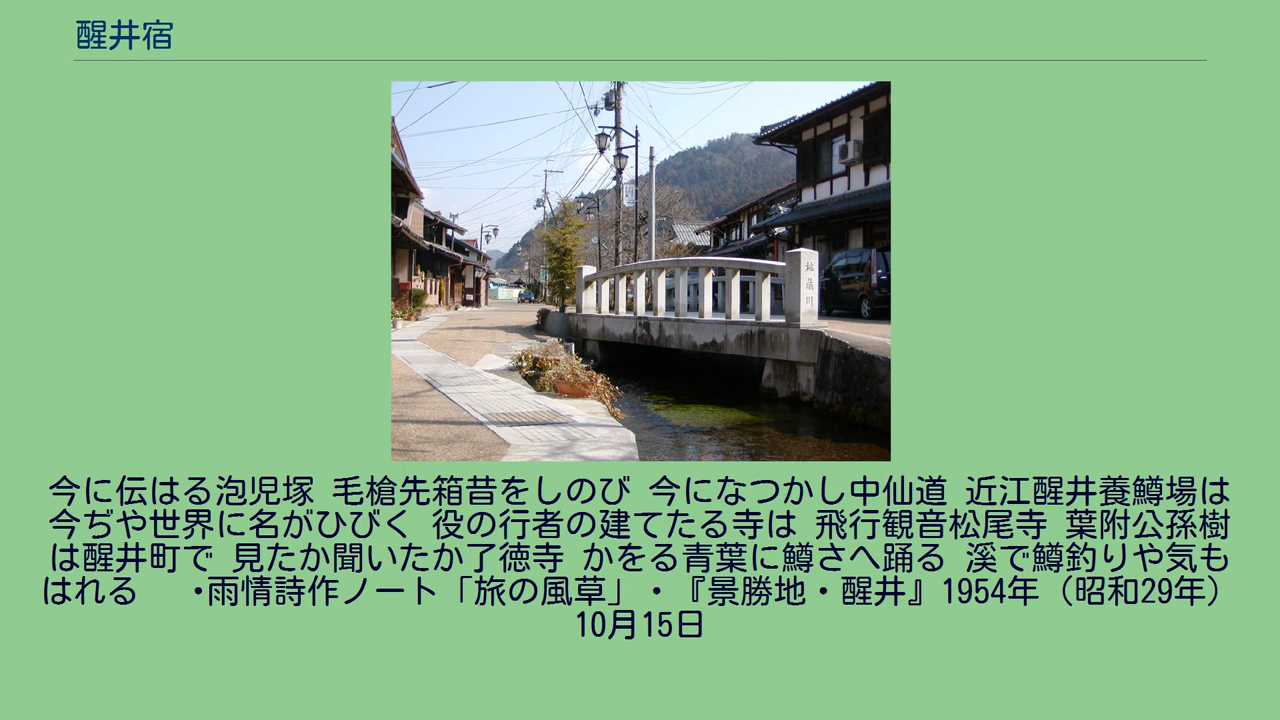 醒井宿
地蔵川
今に伝はる泡児塚 毛槍先箱昔をしのび 今になつかし中仙道 近江醒井養鱒場は
今ぢや世界に名がひびく 役の行者の建てたる寺は 飛行観音松尾寺 葉附公孫樹
は醒井町で 見たか聞いたか了徳寺 かをる青葉に鱒さへ踊る 溪で鱒釣りや気も
はれる ・雨情詩作ノート「旅の風草」・『景勝地・醒井』1954年（昭和29年）
10月15日